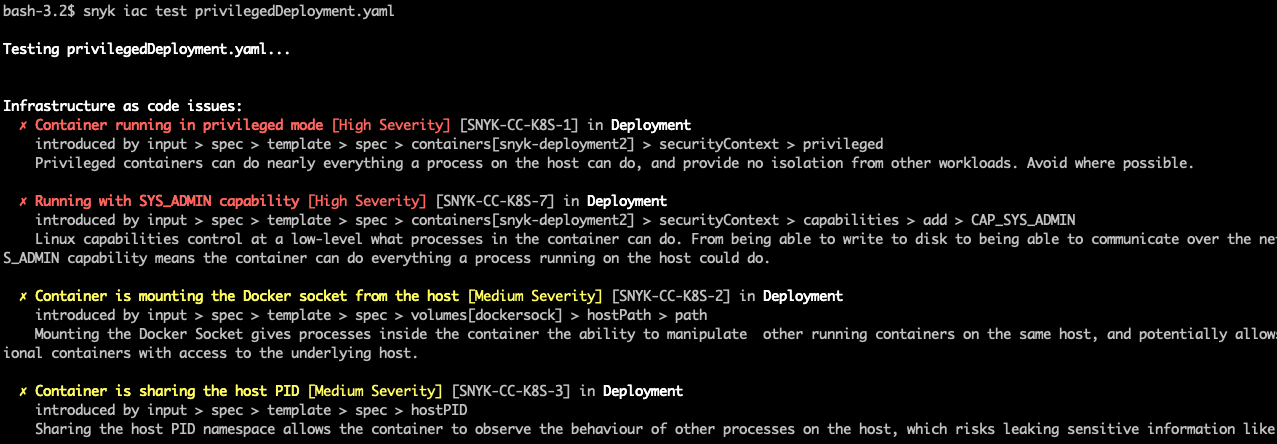 bash-3.2$ snyk iac test privilegedDeployment.yaml
Testing privilegedDeployment.yaml...
Infrastructure as code issues:
✗ Container running in privileged mode [High Severity] [SNYK-CC-K8S-1] in Deployment
introduced by input > spec > template > spec > containers[snyk-deployment2] > securityContext > privileged
Privileged containers can do nearly everything a process on the host can do, and provide no isolation from other workloads. Avoid where possible.
✗ Running with SYS_ADMIN capability [High Severity] [SNYK-CC-K8S-7] in Deployment
introduced by input > spec > template > spec > containers[snyk-deployment2] > securityContext > capabilities > add > CAP_SYS_ADMIN
Linux capabilities control at a low-level what processes in the container can do. From being able to write to disk to being able to communicate over the ne
S_ADMIN capability means the container can do everything a process running on the host could do.
✗ Container is mounting the Docker socket from the host [Medium Severity] [SNYK-CC-K8S-2] in Deployment
introduced by input > spec > template > spec > volumes[dockersock] > hostPath > path
Mounting the Docker Socket gives processes inside the container the ability to manipulate  other running containers on the same host, and potentially allows
ional containers with access to the underlying host.
✗ Container is sharing the host PID [Medium Severity] [SNYK-CC-K8S-3] in Deployment
introduced by input > spec > template > spec > hostPID
Sharing the host PID namespace allows the container to observe the behaviour of other processes on the host, which risks leaking sensitive information like